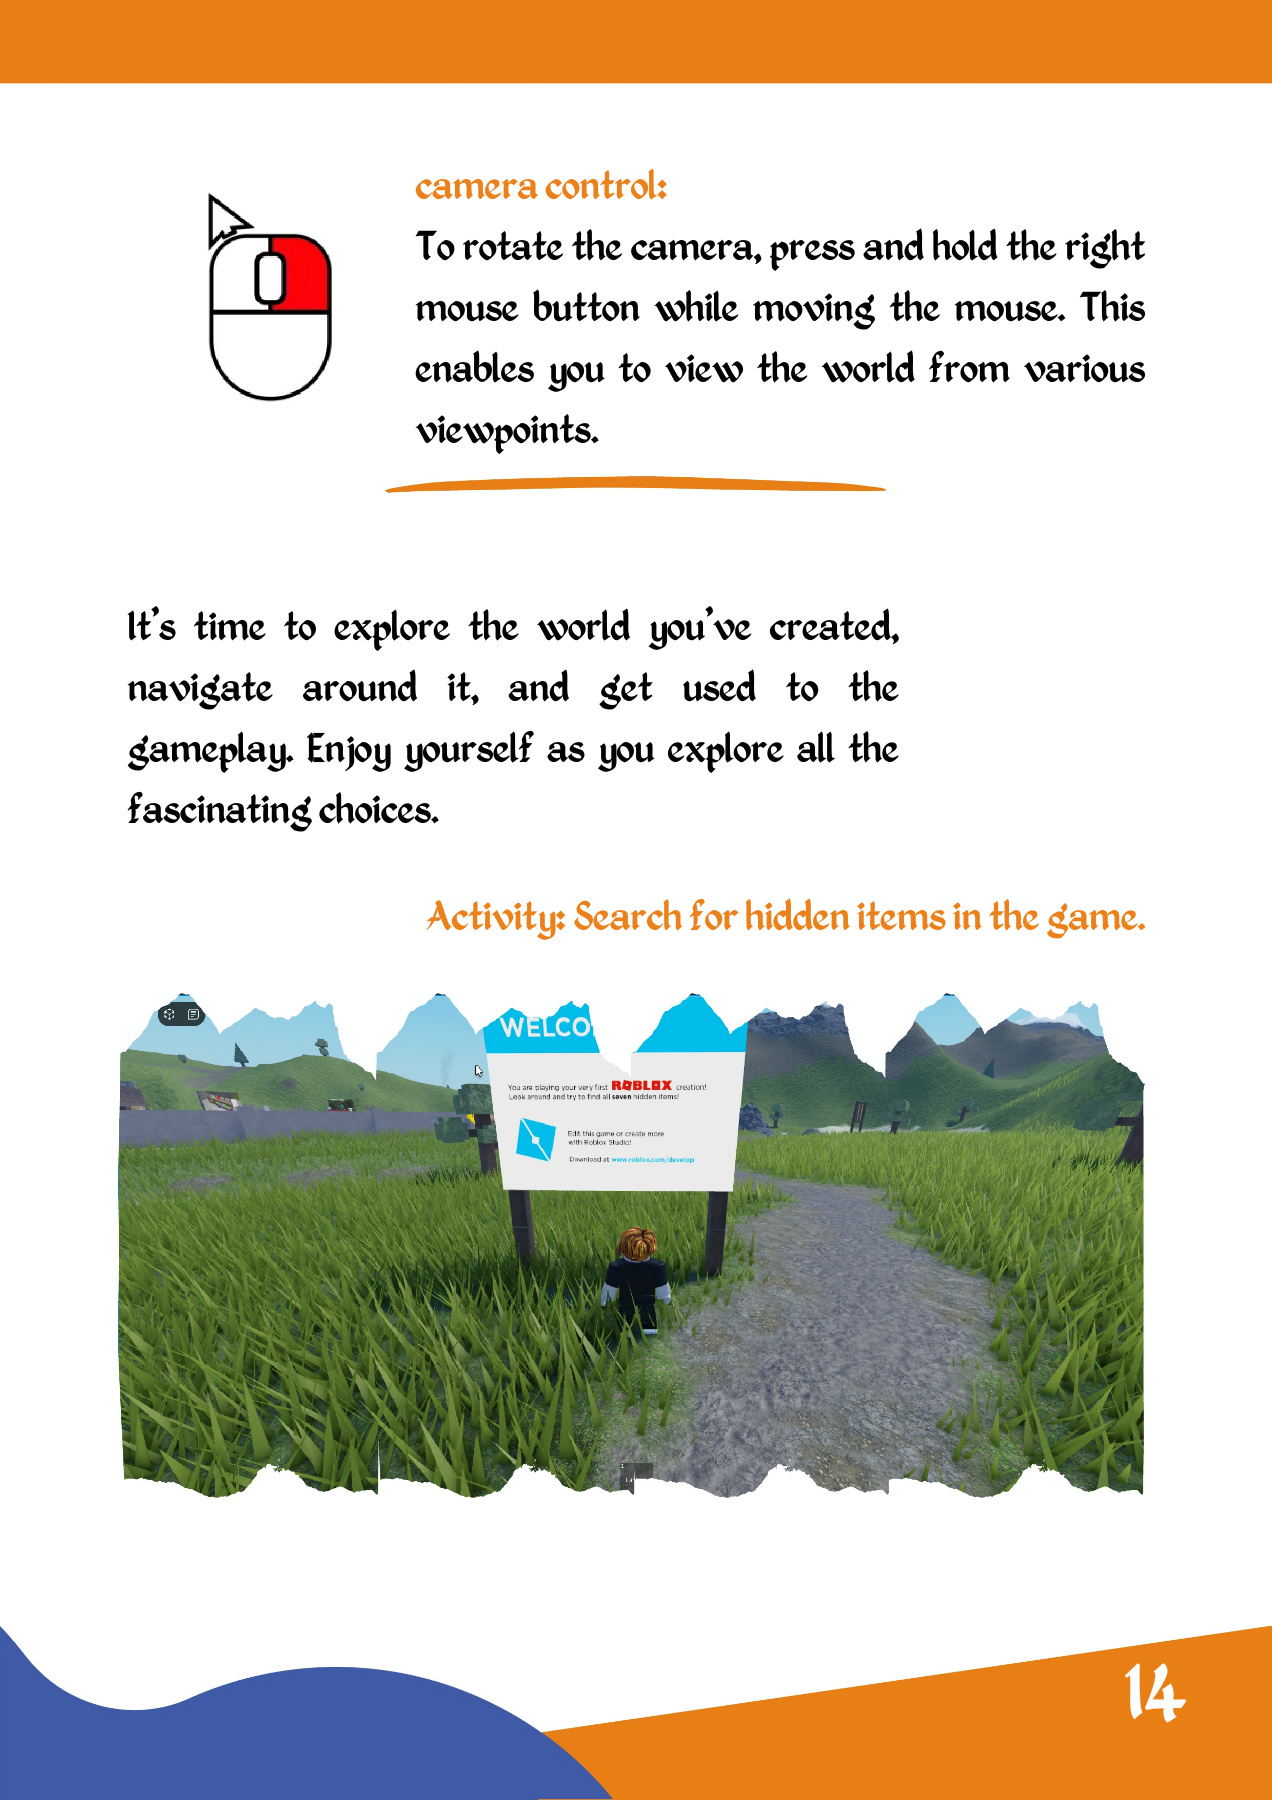 camera control:
To rotate the camera, press and hold the right
mouse button while moving the mouse. This
enables you to view the world from various
viewpoints.
It's time to explore the world you've created,
navigate around it, and get used to the
gameplay. Enjoy yourself as you explore all the
fascinating choices.
Activity: Search for hidden items in the game.
WELCO
You are playing your very first ROBLOX creation!
Look around and try to find all seven hidden items!
Edit this game or create more
with Roblox Studio!
Download at www.roblox.com/develop
14